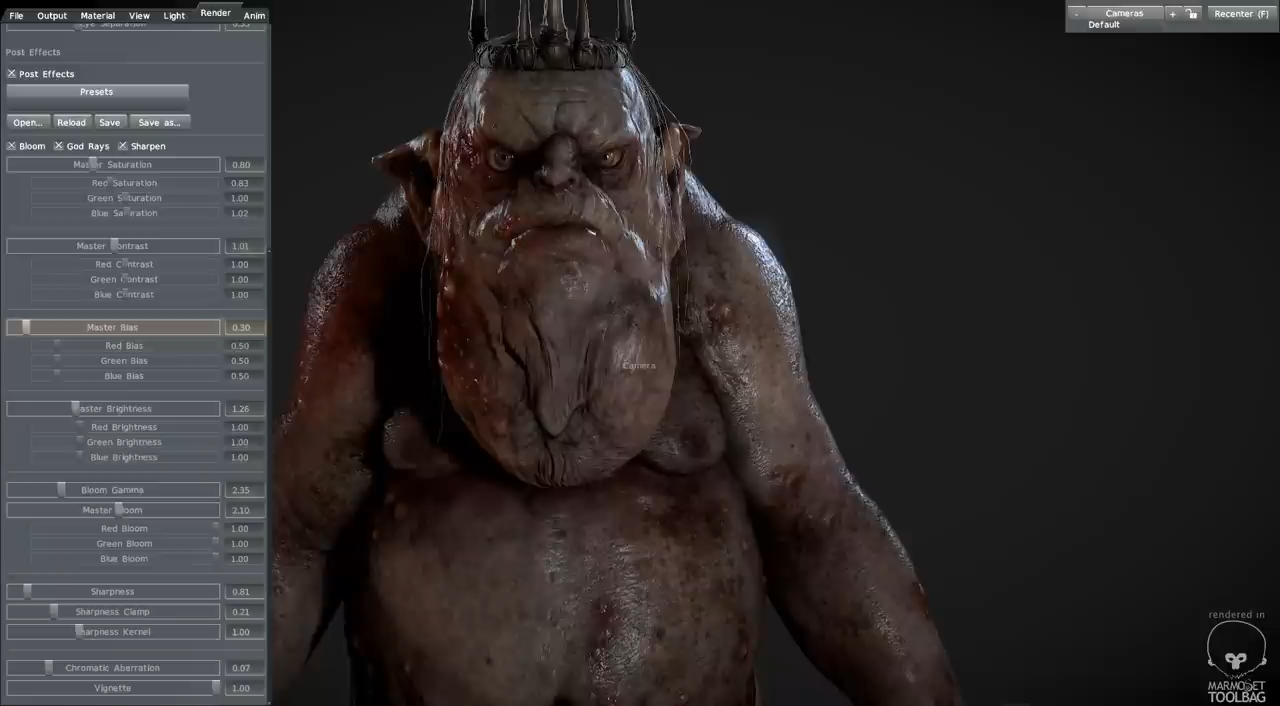 File Output Material View Light Render Anim
Eye Separation 0.35
Post Effects
Post Effects
Presets
Open... Reload Save Save as...
Bloom God Rays Sharpen
Master Saturation 0.80
Red Saturation 0.83
Green Saturation 1.00
Blue Saturation 1.02
Master Contrast 1.01
Red Contrast 1.00
Green Contrast 1.00
Blue Contrast 1.00
Master Bias 0.30
Red Bias 0.50
Green Bias 0.50
Blue Bias 0.50
Master Brightness 1.26
Red Brightness 1.00
Green Brightness 1.00
Blue Brightness 1.00
Bloom Gamma 2.35
Master Bloom 2.10
Red Bloom 1.00
Green Bloom 1.00
Blue Bloom 1.00
Sharpness 0.81
Sharpness Clamp 0.21
Sharpness Kernel 1.00
Chromatic Aberration 0.07
Vignette 1.00
Camera
- Cameras + Recenter (F)
Default
rendered in
MARMOSET
TOOLBAG